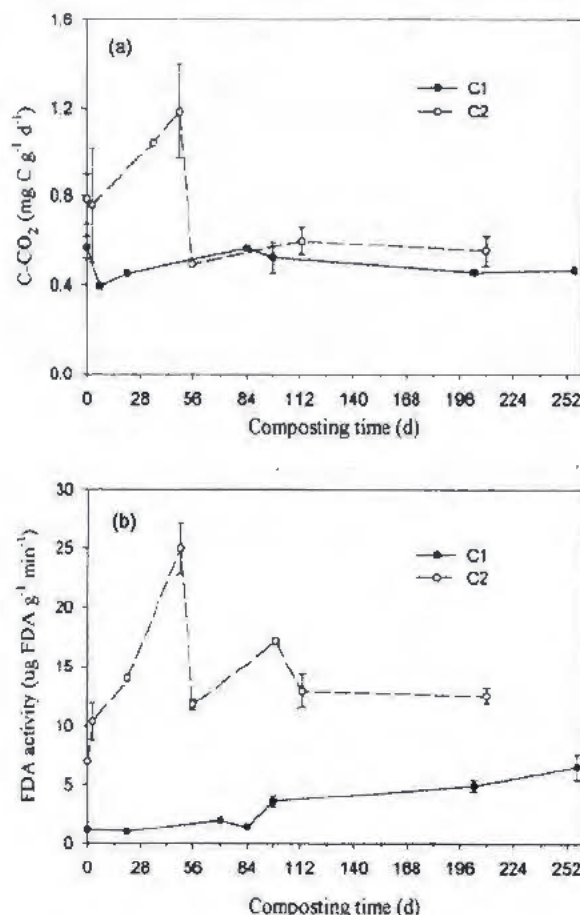 (a)
C1
C2
C-CO₂ (mg C g⁻¹ d⁻¹)
1.6
1.2
0.8
0.4
0.0
0 28 56 84 112 140 168 196 224 252
Composting time (d)
(b)
C1
C2
FDA activity (ug FDA g⁻¹ min⁻¹)
30
25
20
15
10
5
0
0 28 56 84 112 140 168 196 224 252
Composting time (d)